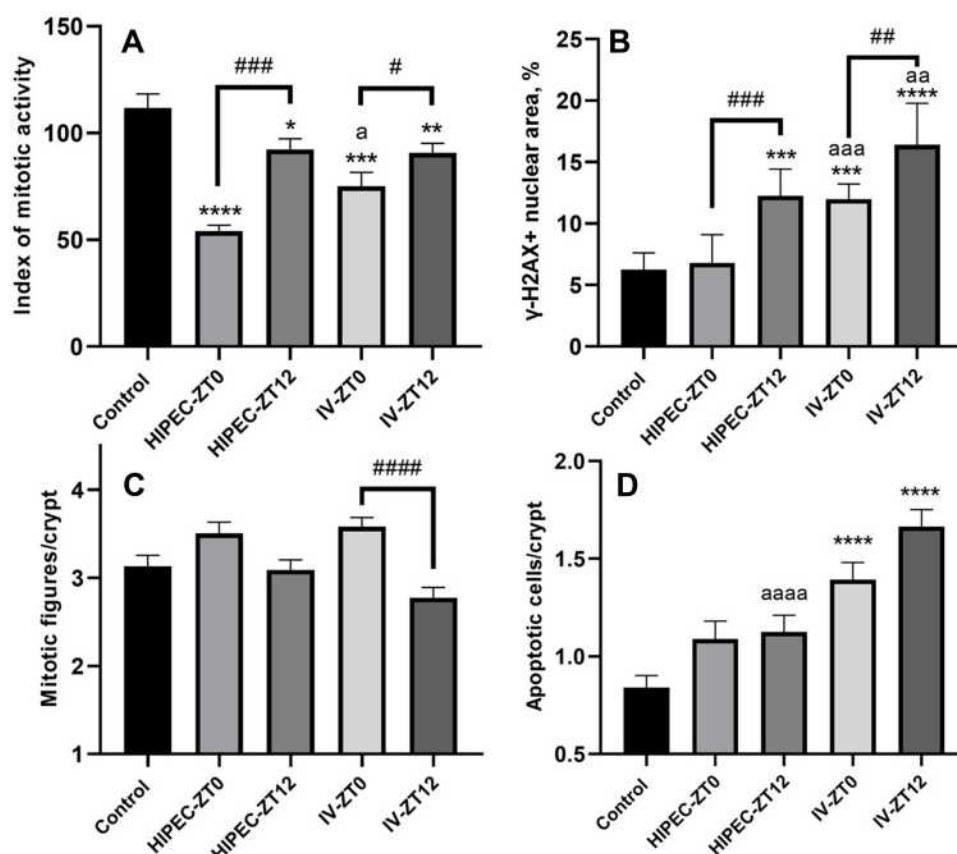 A
Index of mitotic activity
150
100
50
0
###
#
****
*
a
***
**
Control
HIPEC-ZT0
HIPEC-ZT12
IV-ZT0
IV-ZT12
B
γ-H2AX+ nuclear area, %
25
20
15
10
5
0
###
##
***
aaa
***
aa
****
Control
HIPEC-ZT0
HIPEC-ZT12
IV-ZT0
IV-ZT12
C
Mitotic figures/crypt
4
3
2
1
####
Control
HIPEC-ZT0
HIPEC-ZT12
IV-ZT0
IV-ZT12
D
Apoptotic cells/crypt
2.0
1.5
1.0
0.5
aaaa
****
****
Control
HIPEC-ZT0
HIPEC-ZT12
IV-ZT0
IV-ZT12